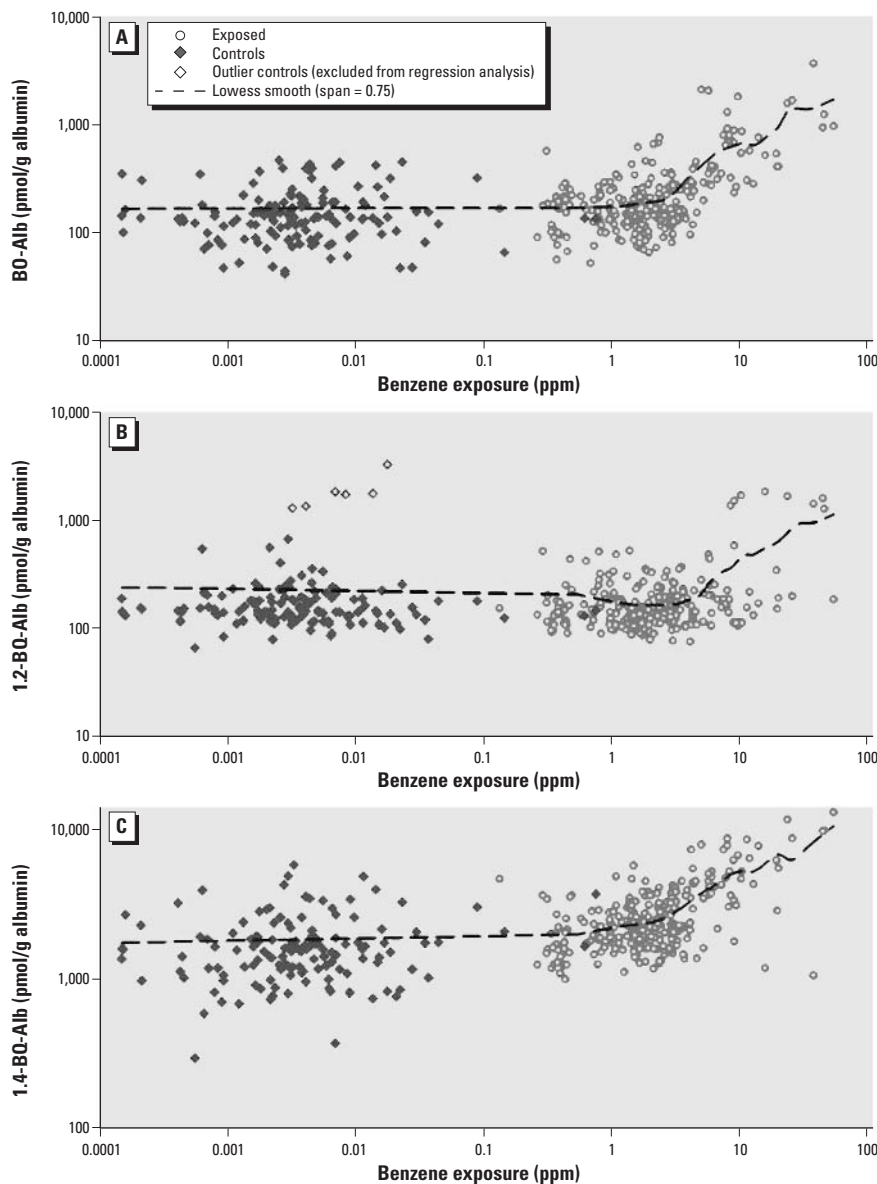 A
Exposed
Controls
Outlier controls (excluded from regression analysis)
Lowess smooth (span = 0.75)
10,000
1,000
100
10
BO-Alb (pmol/g albumin)
0.0001
0.001
0.01
0.1
1
10
100
Benzene exposure (ppm)
B
10,000
1,000
100
10
1.2-BQ-Alb (pmol/g albumin)
0.0001
0.001
0.01
0.1
1
10
100
Benzene exposure (ppm)
C
10,000
1,000
100
1.4-BQ-Alb (pmol/g albumin)
0.0001
0.001
0.01
0.1
1
10
100
Benzene exposure (ppm)